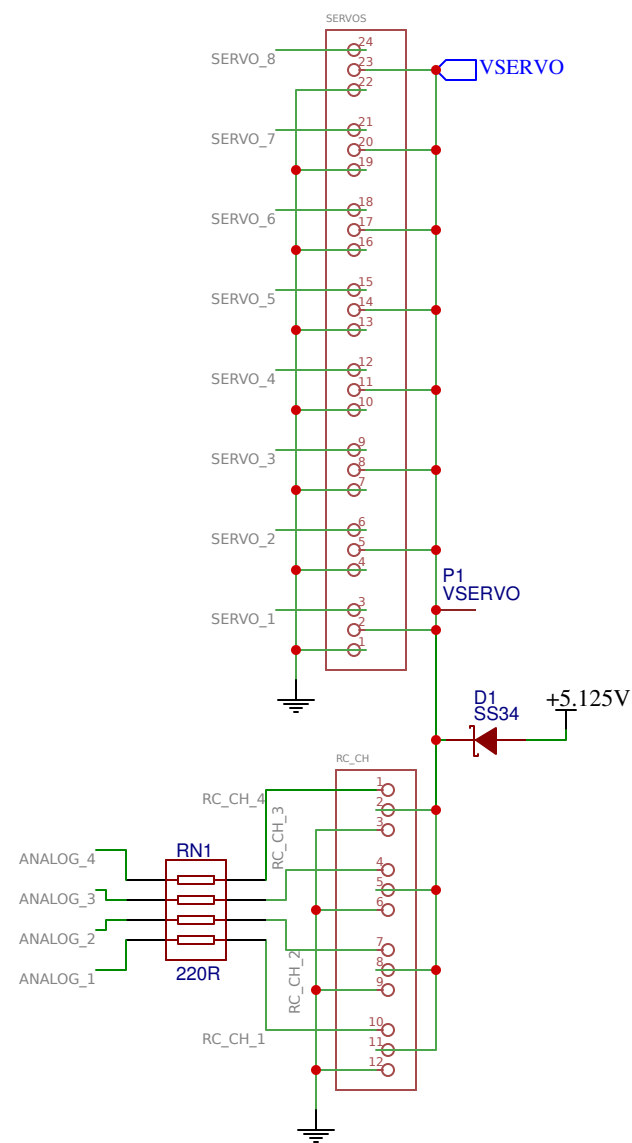 SERVOS
24
SERVO_8
23
VSERVO
22
21
SERVO_7
20
19
18
SERVO_6
17
16
15
SERVO_5
14
13
12
SERVO_4
11
10
9
SERVO_3
8
7
6
SERVO_2
5
4
P1
VSERVO
3
SERVO_1
2
1
D1
SS34
+5.125V
RC_CH
1
RC_CH_4
2
RC_CH_3
3
RN1
ANALOG_4
4
5
ANALOG_3
6
ANALOG_2
7
8
220R
ANALOG_1
RC_CH_2
9
10
RC_CH_1
11
12